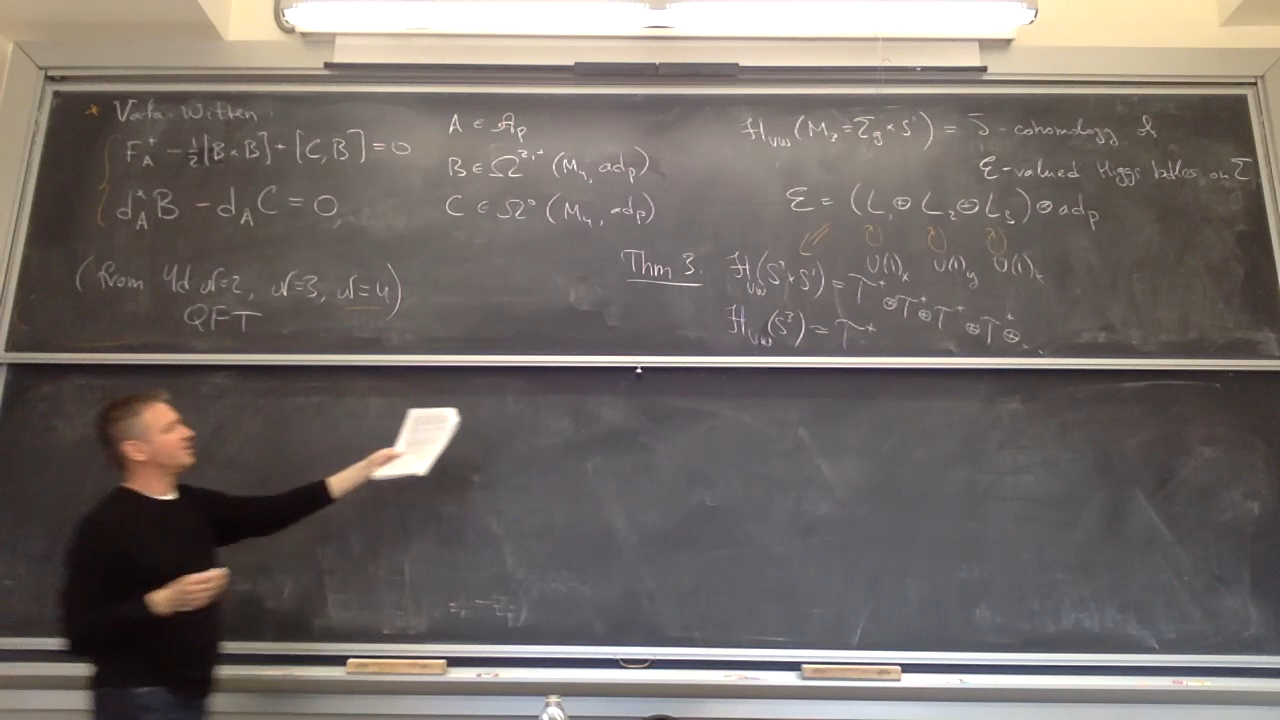 * Vafa-Witten:
F_A^+ - 1/2 [B×B] + [C,B] = 0
d_A^* B - d_A C = 0,
(from 4d N=2, N=3, N=4)
QFT
A ∈ 𝒜_P
B ∈ Ω^{2,+} (M_4, ad_P)
C ∈ Ω^0 (M_4, ad_P)
H_VW (M_3 = Σ_g × S^1) =
cohomology of
ℰ-valued Higgs bdles on Σ
ℰ = (L_1 ⊕ L_2 ⊕ L_3) ⊗ ad_P
U(1)_x U(1)_y U(1)_t
Thm 3. H_VW (S^2 × S^1) = T^+ ⊕ T^+ ⊕ T^+ ⊕ T^+ ⊕ ...
H_VW (S^3) = T^+